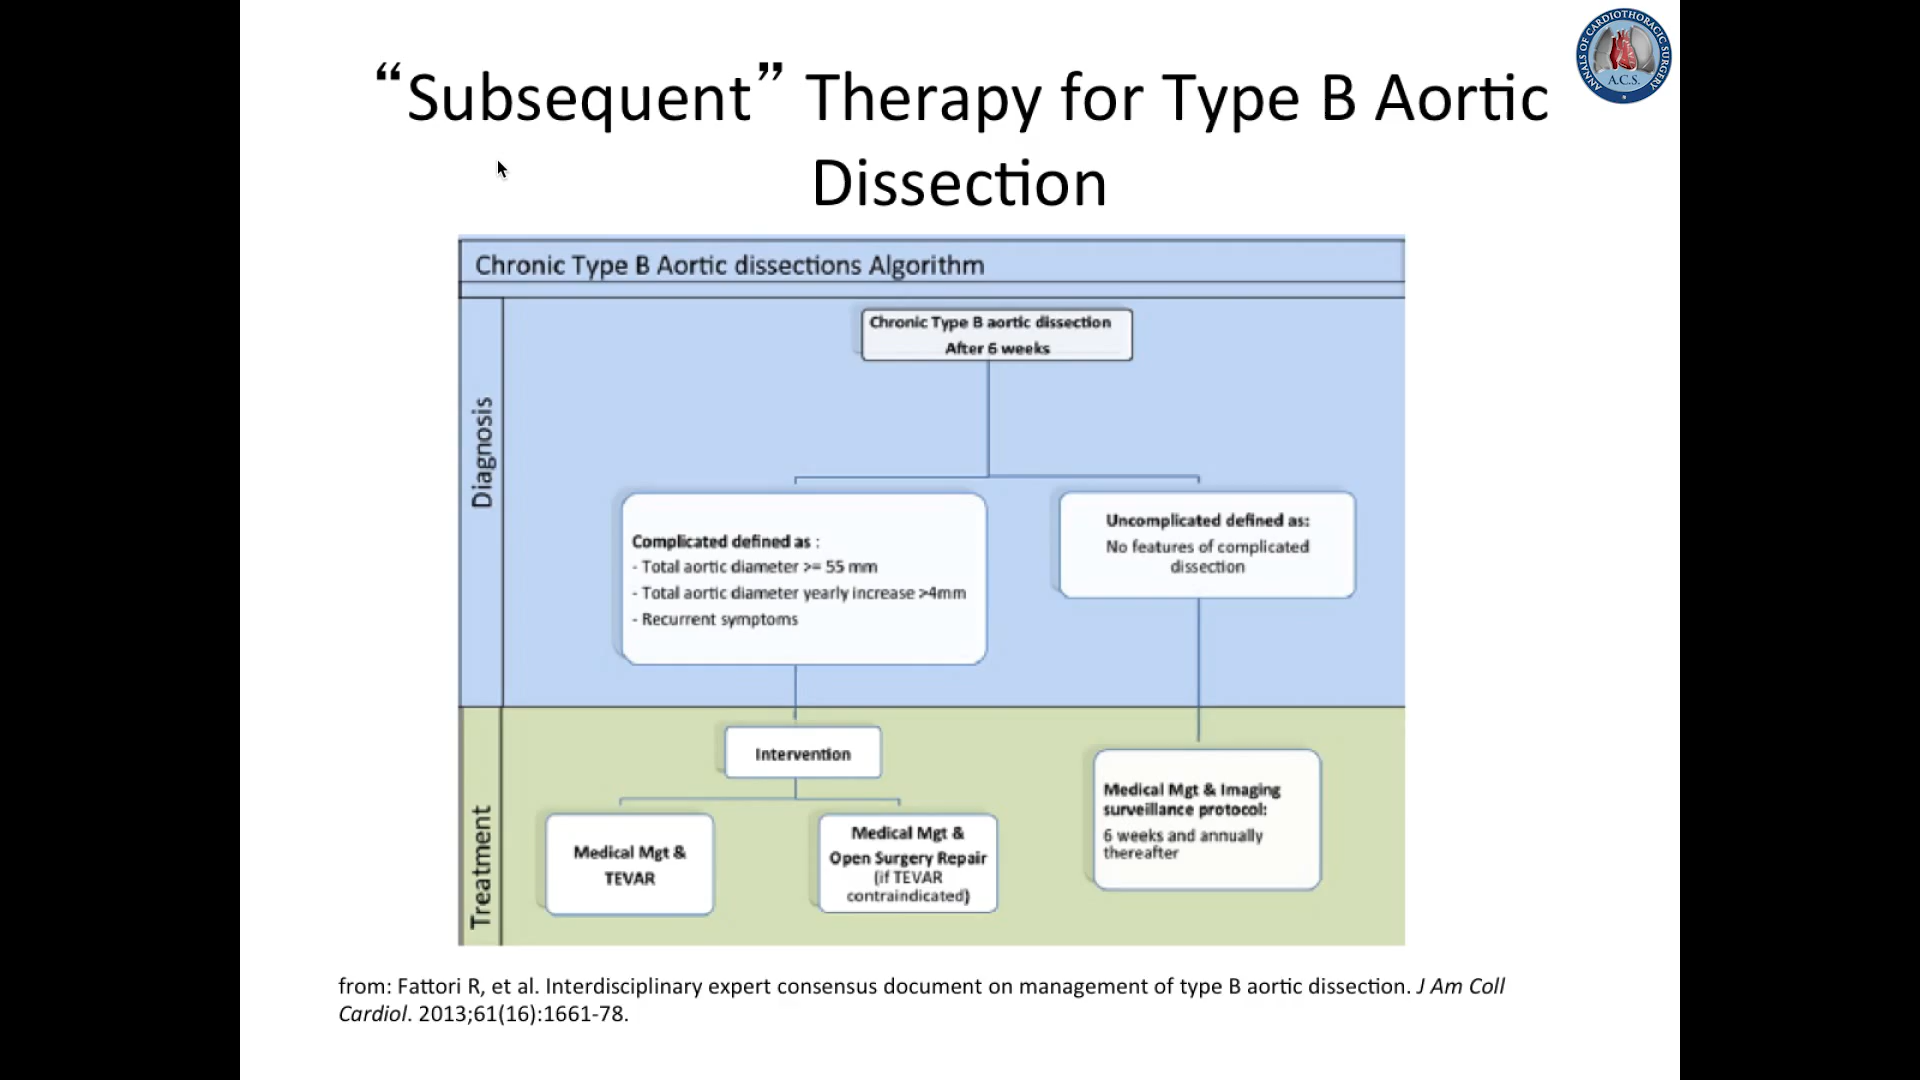 ANNALS OF CARDIOTHORACIC SURGERY
A.C.S.
“Subsequent” Therapy for Type B Aortic
Dissection
Chronic Type B Aortic dissections Algorithm
Diagnosis
Chronic Type B aortic dissection
After 6 weeks
Complicated defined as :
- Total aortic diameter >= 55 mm
- Total aortic diameter yearly increase >4mm
- Recurrent symptoms
Uncomplicated defined as:
No features of complicated
dissection
Treatment
Intervention
Medical Mgt &
TEVAR
Medical Mgt &
Open Surgery Repair
(if TEVAR
contraindicated)
Medical Mgt & Imaging
surveillance protocol:
6 weeks and annually
thereafter
from: Fattori R, et al. Interdisciplinary expert consensus document on management of type B aortic dissection. J Am Coll
Cardiol. 2013;61(16):1661-78.